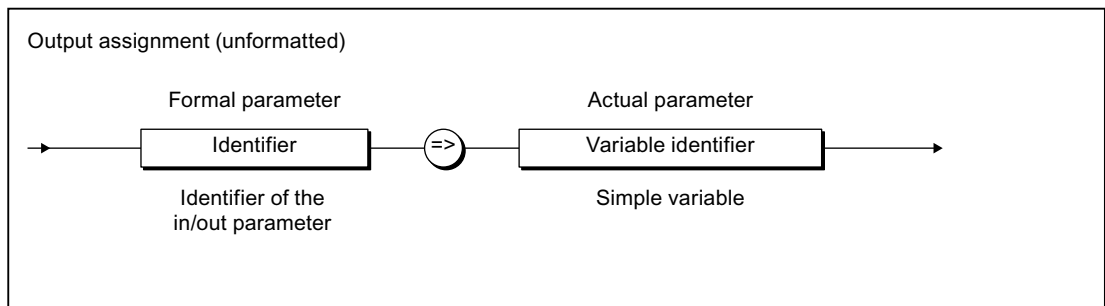 Output assignment (unformatted)
Formal parameter
Actual parameter
Identifier
=>
Variable identifier
Identifier of the
in/out parameter
Simple variable